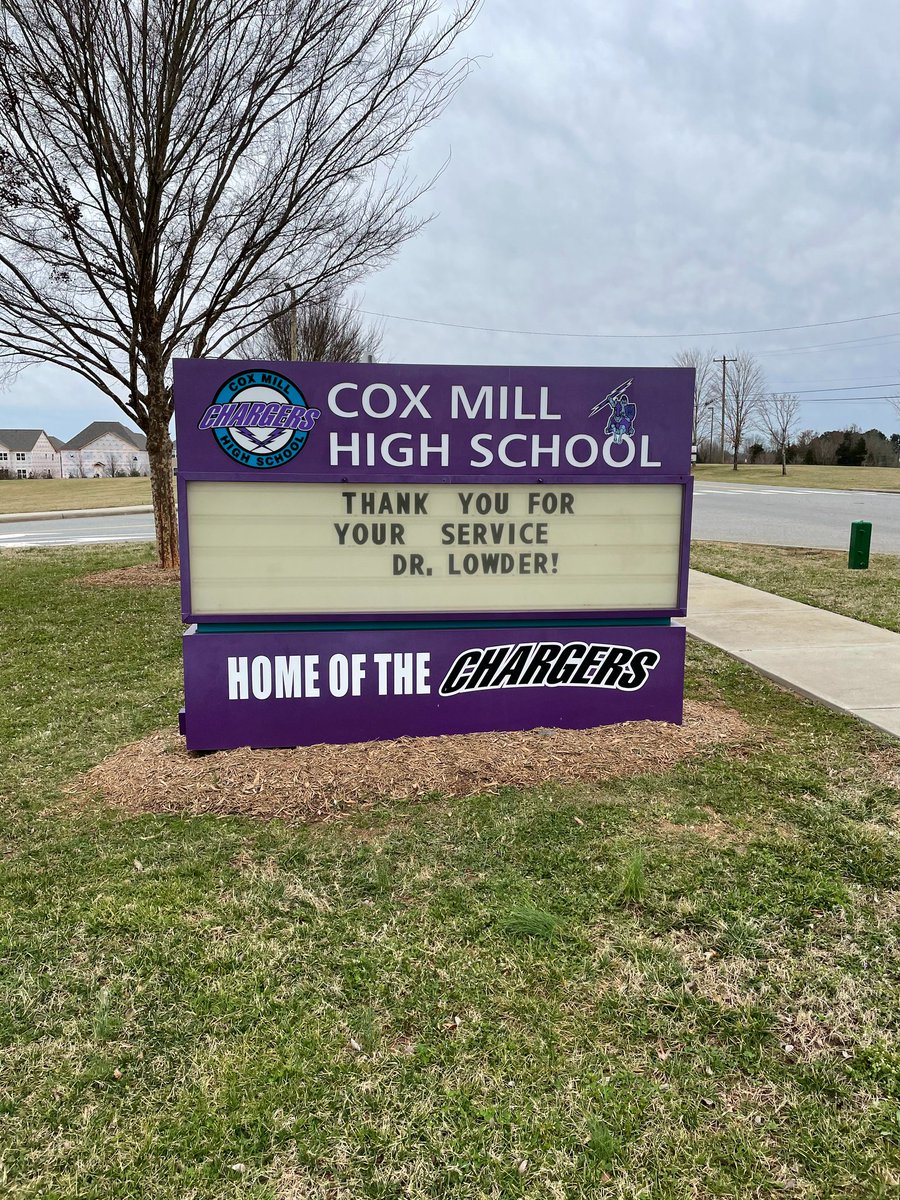 COX MILL
CHARGERS
HIGH SCHOOL
COX MILL
HIGH SCHOOL
THANK YOU FOR
YOUR SERVICE
DR. LOWDER!
HOME OF THE CHARGERS